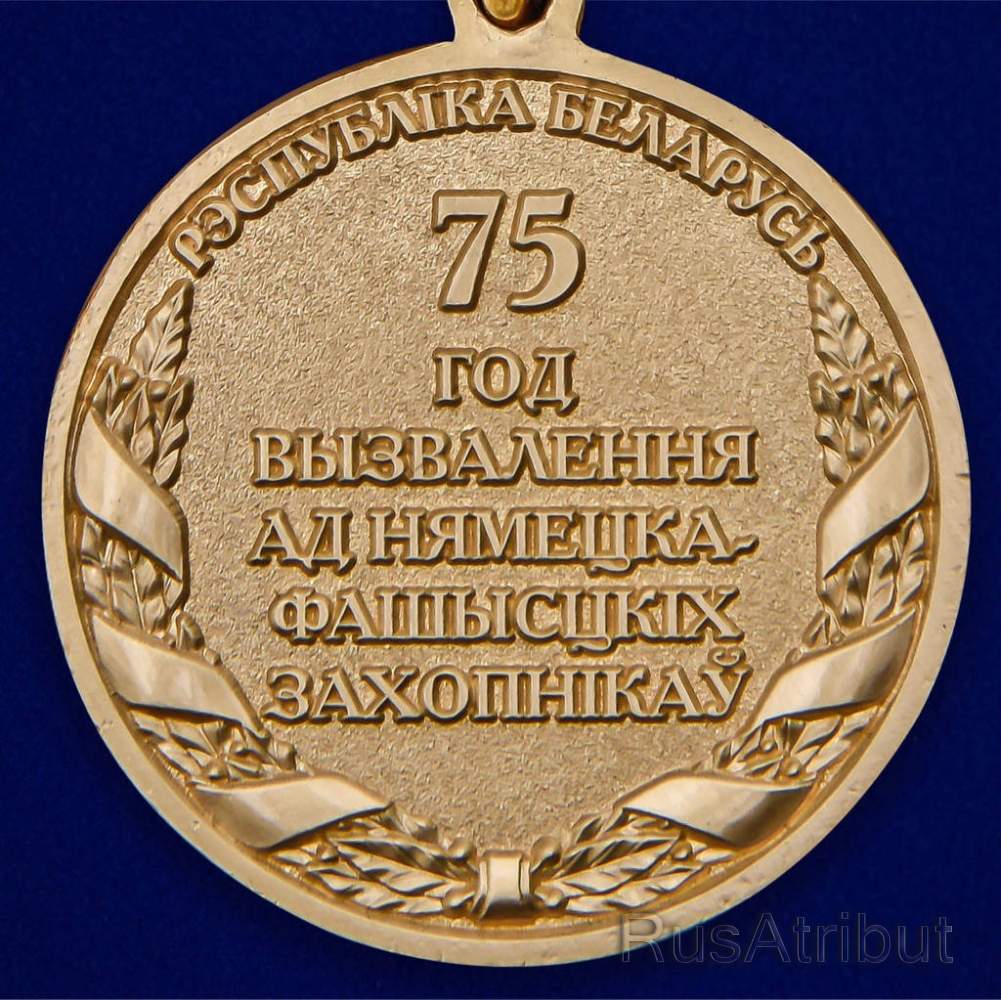 РЭСПУБЛІКА БЕЛАРУСЬ
75
ГОД
ВЫЗВАЛЕННЯ
АД НЯМЕЦКА-
ФАШЫСЦКІХ
ЗАХОПНІКАЎ
RusAtribut